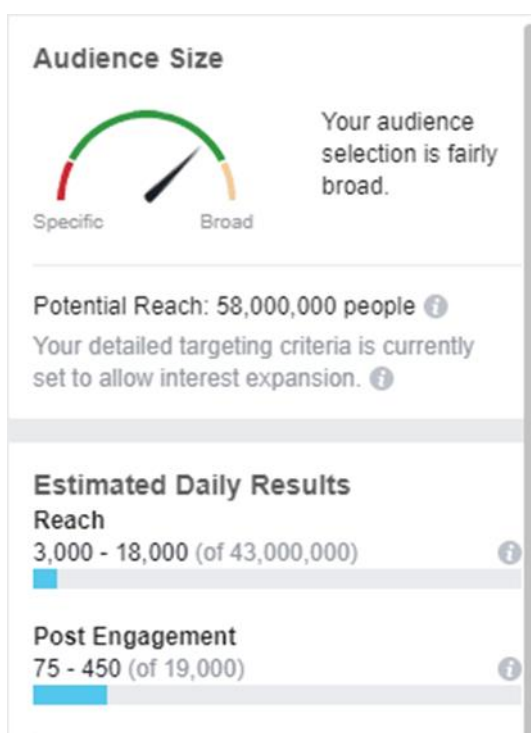 Audience Size
Your audience
selection is fairly
broad.
Specific
Broad
Potential Reach: 58,000,000 people
Your detailed targeting criteria is currently
set to allow interest expansion.
Estimated Daily Results
Reach
3,000 - 18,000 (of 43,000,000)
Post Engagement
75 - 450 (of 19,000)